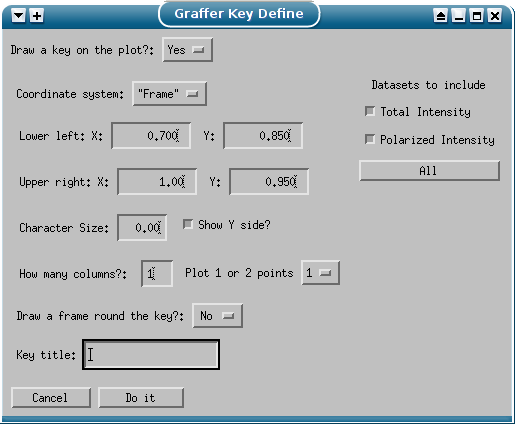 Graffer Key Define
Draw a key on the plot?: Yes
Coordinate system: "Frame"
Lower left: X: 0.700 Y: 0.850
Upper right: X: 1.00 Y: 0.950
Character Size: 0.00 Show Y side?
How many columns?: 1 Plot 1 or 2 points 1
Draw a frame round the key?: No
Key title:
Cancel Do it
Datasets to include
Total Intensity
Polarized Intensity
All